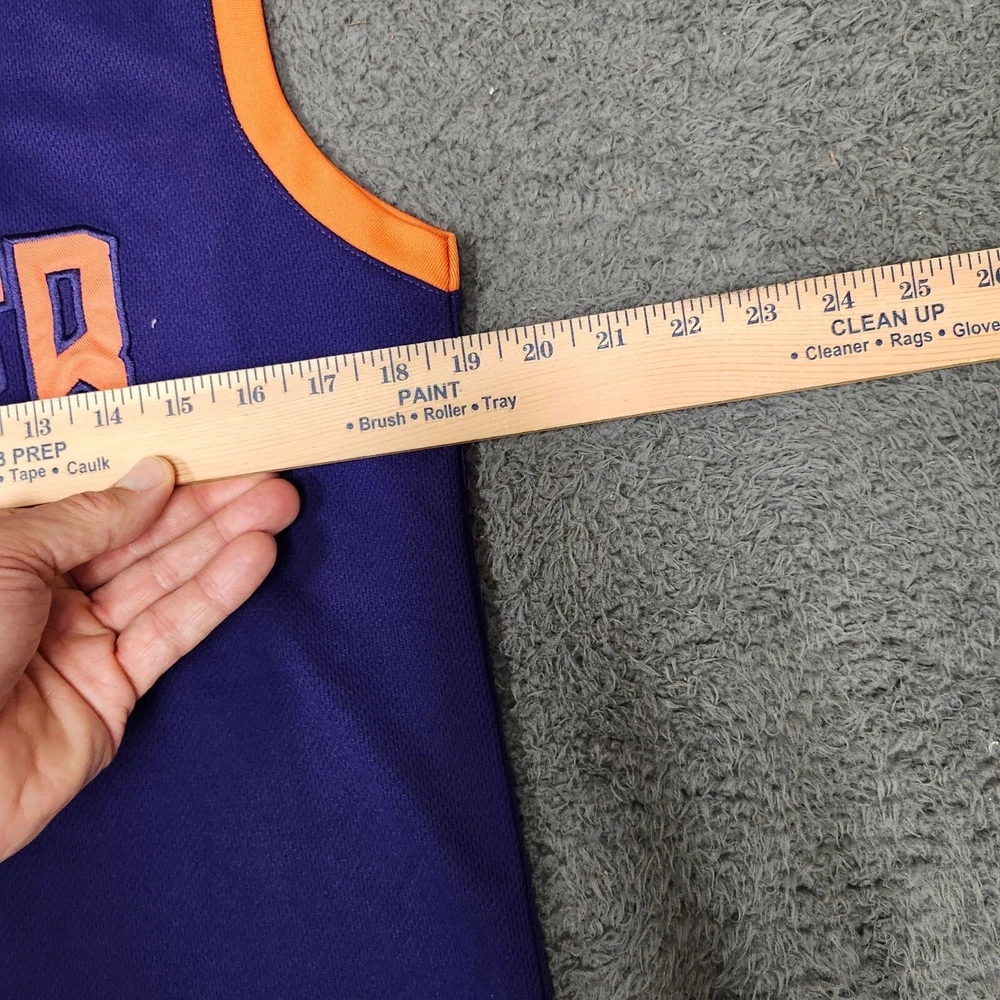 R
13 14 15 16 17 18 19 20 21 22 23 24 25
PREP
• Tape • Caulk
PAINT
• Brush • Roller • Tray
CLEAN UP
• Cleaner • Rags • Glove